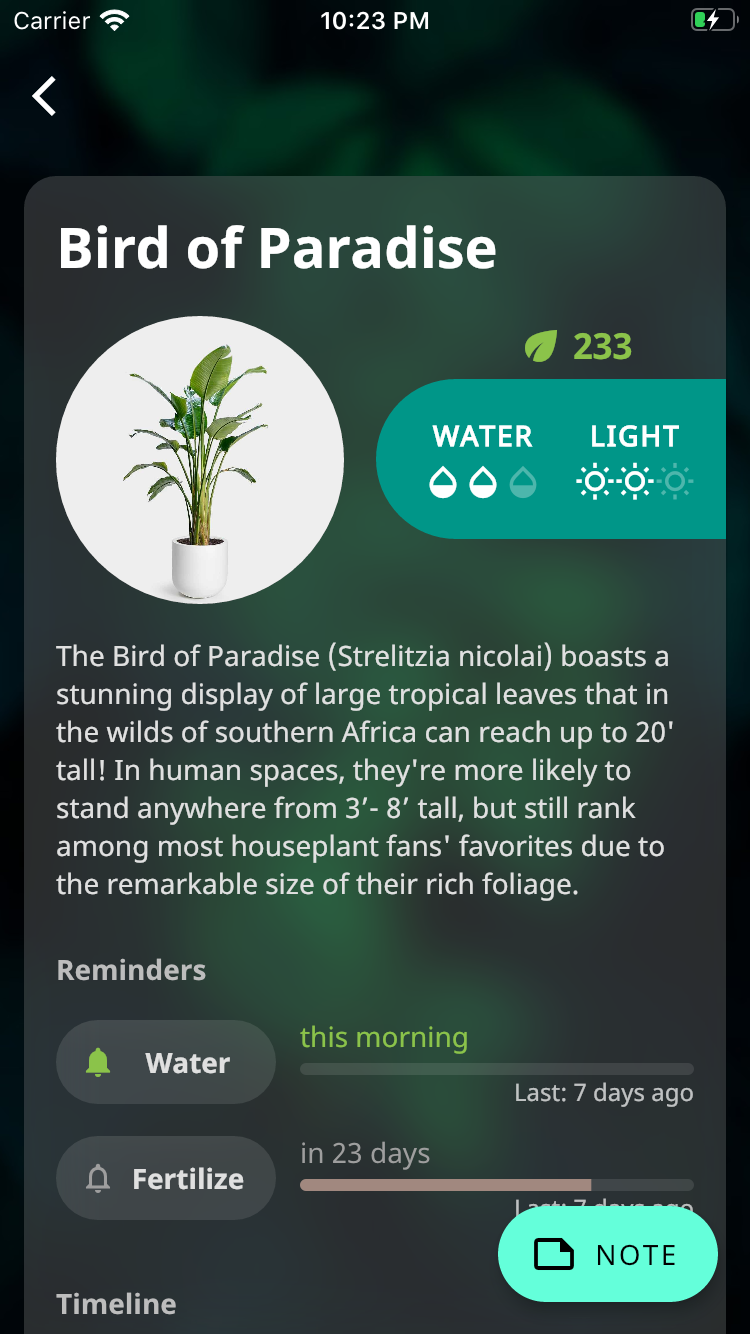 Carrier 10:23 PM
Bird of Paradise
233
WATER LIGHT
The Bird of Paradise (Strelitzia nicolai) boasts a
stunning display of large tropical leaves that in
the wilds of southern Africa can reach up to 20'
tall! In human spaces, they're more likely to
stand anywhere from 3′- 8′ tall, but still rank
among most houseplant fans' favorites due to
the remarkable size of their rich foliage.
Reminders
this morning
Water
Last: 7 days ago
in 23 days
Fertilize
Last: 7 days ago
NOTE
Timeline